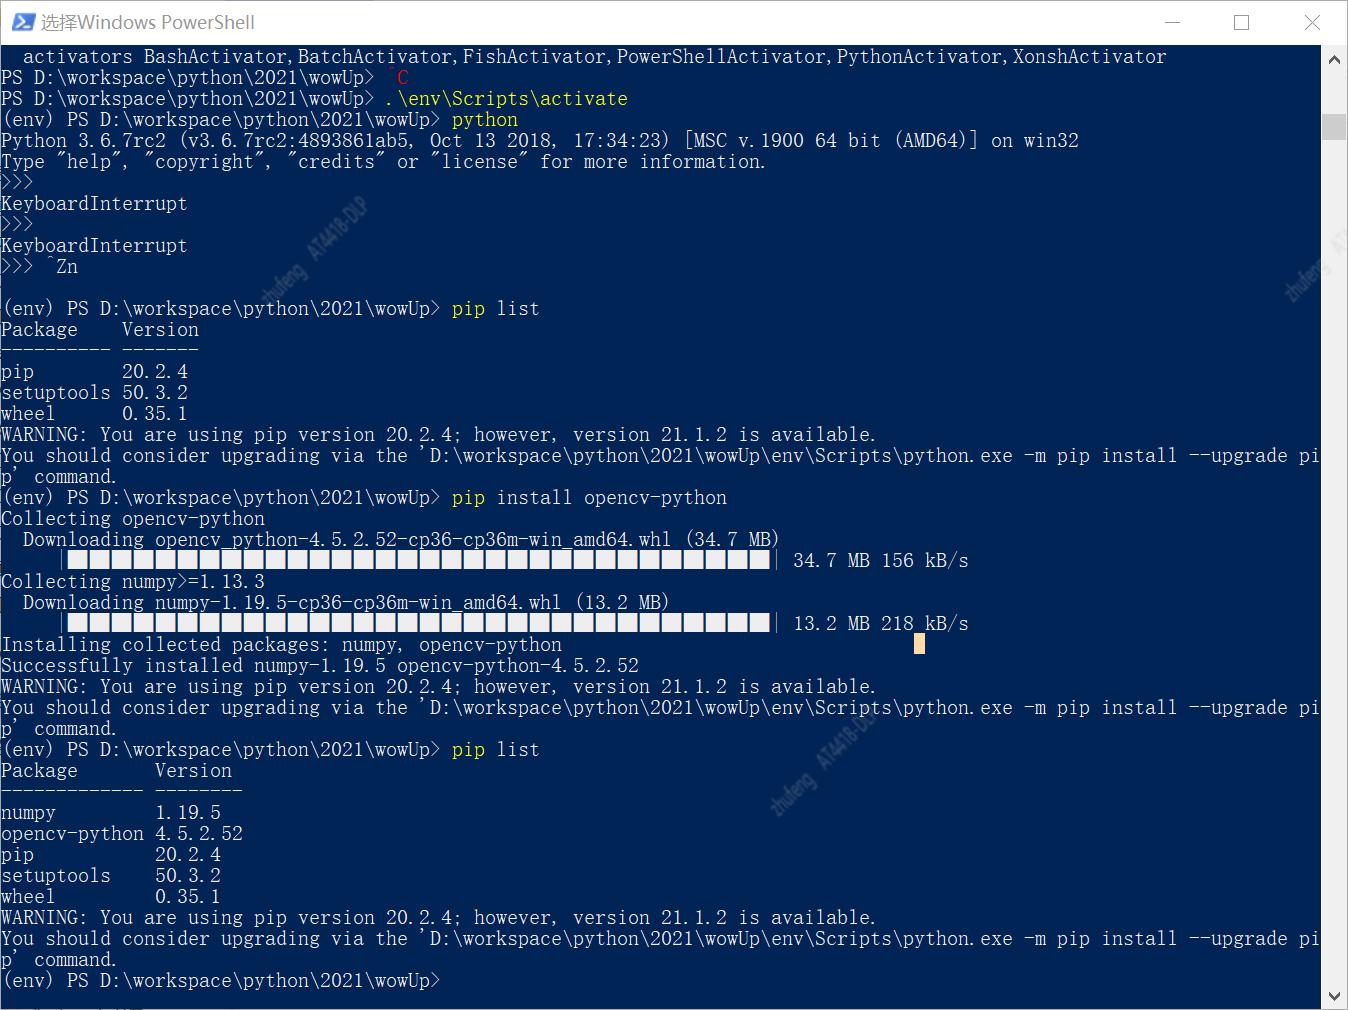 选择Windows PowerShell
activators BashActivator,BatchActivator,FishActivator,PowerShellActivator,PythonActivator,XonshActivator
PS D:\workspace\python\2021\wowUp> ^C
PS D:\workspace\python\2021\wowUp> .\env\Scripts\activate
(env) PS D:\workspace\python\2021\wowUp> python
Python 3.6.7rc2 (v3.6.7rc2:4893861ab5, Oct 13 2018, 17:34:23) [MSC v.1900 64 bit (AMD64)] on win32
Type "help", "copyright", "credits" or "license" for more information.
>>>
KeyboardInterrupt
>>>
KeyboardInterrupt
>>> ^Zn
(env) PS D:\workspace\python\2021\wowUp> pip list
Package    Version
---------- -------
pip        20.2.4
setuptools 50.3.2
wheel      0.35.1
WARNING: You are using pip version 20.2.4; however, version 21.1.2 is available.
You should consider upgrading via the 'D:\workspace\python\2021\wowUp\env\Scripts\python.exe -m pip install --upgrade pi
p' command.
(env) PS D:\workspace\python\2021\wowUp> pip install opencv-python
Collecting opencv-python
Downloading opencv_python-4.5.2.52-cp36-cp36m-win_amd64.whl (34.7 MB)
34.7 MB 156 kB/s
Collecting numpy>=1.13.3
Downloading numpy-1.19.5-cp36-cp36m-win_amd64.whl (13.2 MB)
13.2 MB 218 kB/s
Installing collected packages: numpy, opencv-python
Successfully installed numpy-1.19.5 opencv-python-4.5.2.52
WARNING: You are using pip version 20.2.4; however, version 21.1.2 is available.
You should consider upgrading via the 'D:\workspace\python\2021\wowUp\env\Scripts\python.exe -m pip install --upgrade pi
p' command.
(env) PS D:\workspace\python\2021\wowUp> pip list
Package       Version
------------- --------
numpy         1.19.5
opencv-python 4.5.2.52
pip           20.2.4
setuptools    50.3.2
wheel         0.35.1
WARNING: You are using pip version 20.2.4; however, version 21.1.2 is available.
You should consider upgrading via the 'D:\workspace\python\2021\wowUp\env\Scripts\python.exe -m pip install --upgrade pi
p' command.
(env) PS D:\workspace\python\2021\wowUp>
zhufeng AT4418-DLP
zhufeng
zhufeng AT4418-DLP